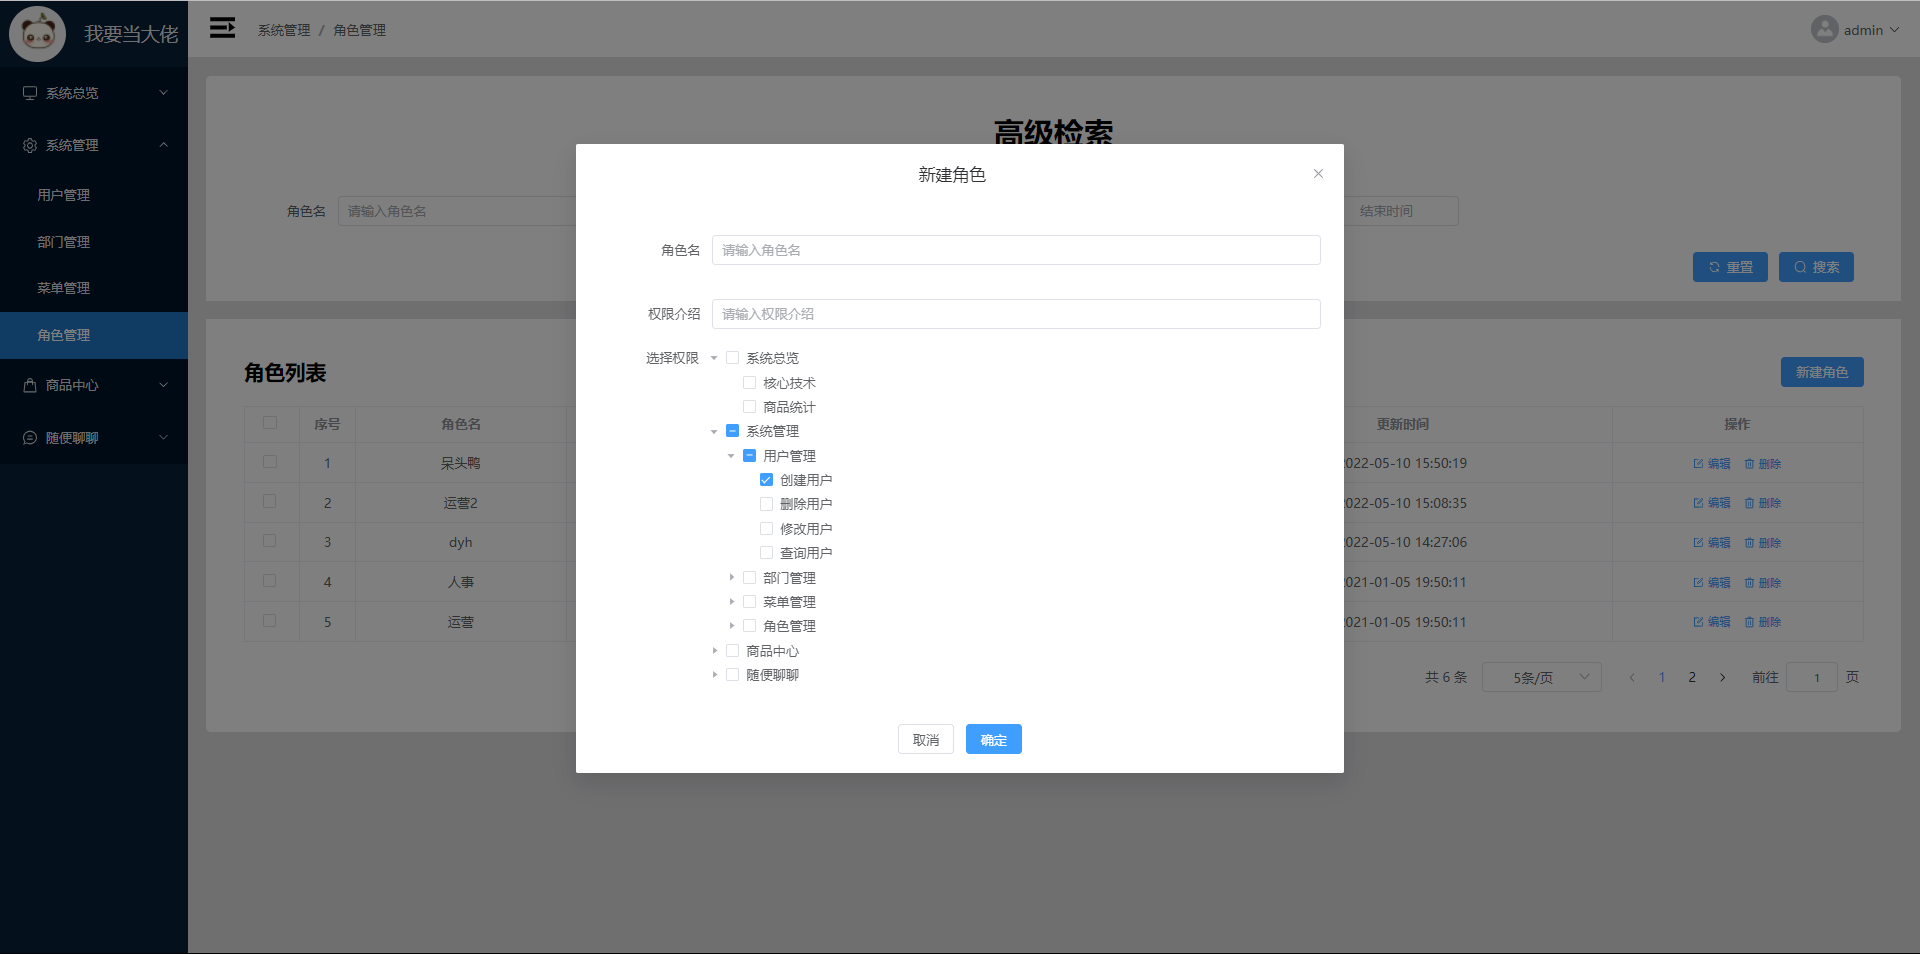 我要当大佬
系统管理 / 角色管理
admin
系统总览
系统管理
用户管理
部门管理
菜单管理
角色管理
商品中心
随便聊聊
高级检索
角色名 请输入角色名
结束时间
重置 搜索
角色列表
新建角色
序号 角色名 更新时间 操作
1 呆头鸭 2022-05-10 15:50:19 编辑 删除
2 运营2 2022-05-10 15:08:35 编辑 删除
3 dyh 2022-05-10 14:27:06 编辑 删除
4 人事 2021-01-05 19:50:11 编辑 删除
5 运营 2021-01-05 19:50:11 编辑 删除
共 6 条 5条/页 1 2 前往 1 页
新建角色
角色名 请输入角色名
权限介绍 请输入权限介绍
选择权限 系统总览
核心技术
商品统计
系统管理
用户管理
创建用户
删除用户
修改用户
查询用户
部门管理
菜单管理
角色管理
商品中心
随便聊聊
取消 确定